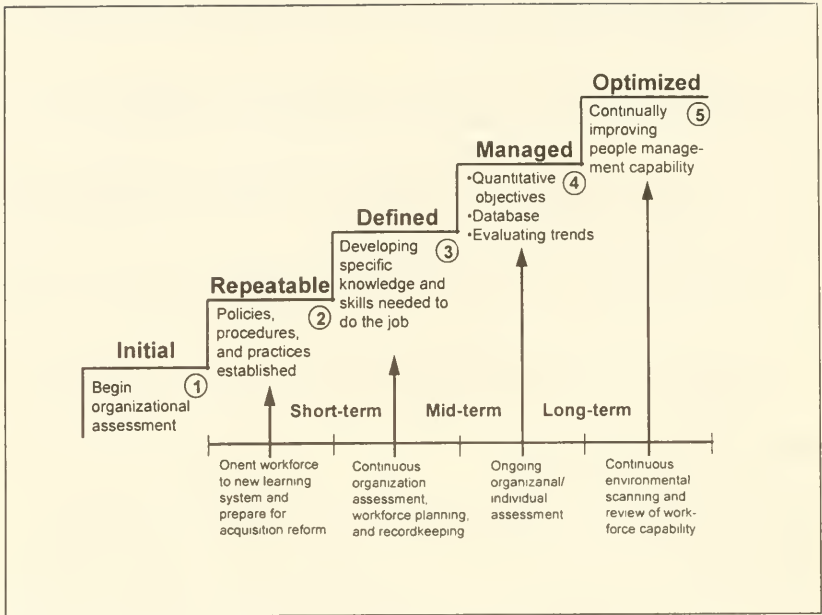 Initial
Begin
organizational
assessment
1
Repeatable
Policies,
procedures,
and practices
established
2
Defined
Developing
specific
knowledge and
skills needed to
do the job
3
Managed
•Quantitative
objectives
•Database
•Evaluating trends
4
Optimized
Continually
improving
people manage-
ment capability
5
Short-term
Mid-term
Long-term
Orient workforce
to new learning
system and
prepare for
acquisition reform
Continuous
organization
assessment,
workforce planning,
and recordkeeping
Ongoing
organizanal/
individual
assessment
Continuous
environmental
scanning and
review of work-
force capability